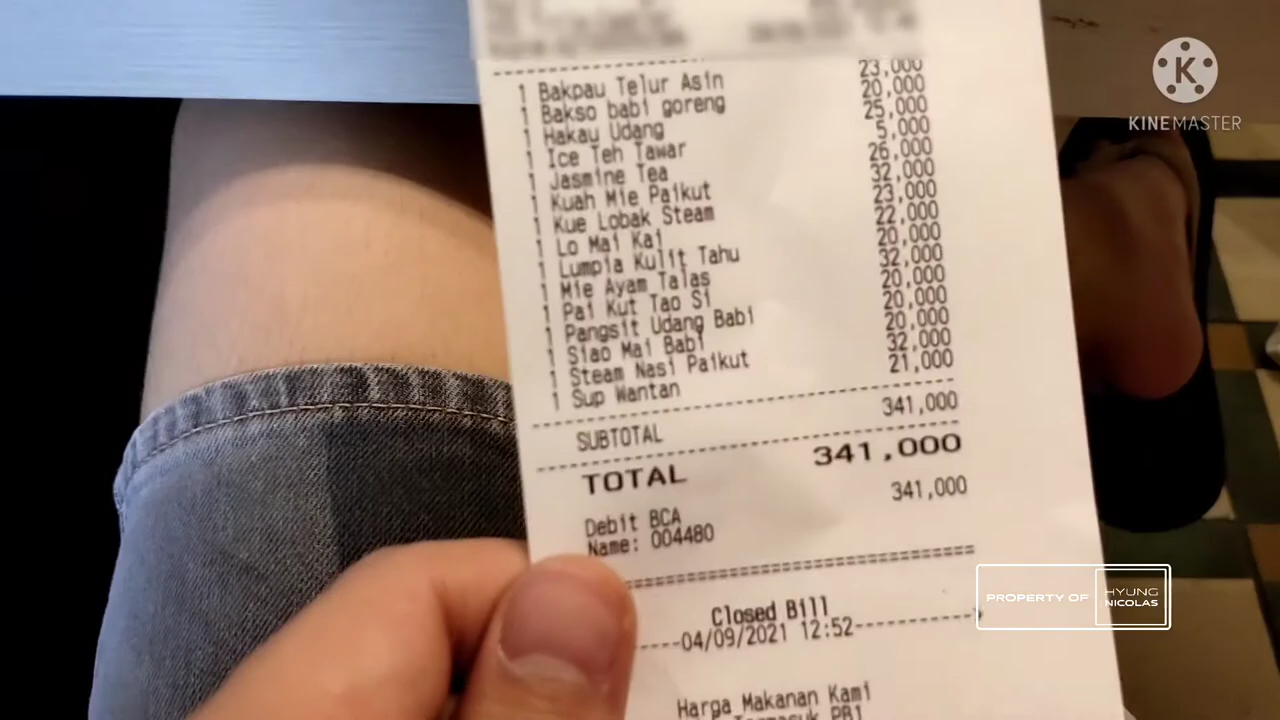 1 Bakpau Telur Asin 23,000
1 Bakso babi goreng 20,000
1 Hakau Udang 25,000
1 Ice Teh Tawar 5,000
1 Jasmine Tea 26,000
1 Kuah Mie Paikut 32,000
1 Kue Lobak Steam 23,000
1 Lo Mai Kai 22,000
1 Lumpia Kulit Tahu 20,000
1 Mie Ayam Talas 32,000
1 Pai Kut Tao Si 20,000
1 Pangsit Udang Babi 20,000
1 Siao Mai Babi 20,000
1 Steam Nasi Paikut 32,000
1 Sup Wantan 21,000
SUBTOTAL 341,000
TOTAL 341,000
Debit BCA 341,000
Name: 004480
Closed Bill
04/09/2021 12:52
Harga Makanan Kami
Termasuk PB1
K
KINEMASTER
PROPERTY OF HYUNG NICOLAS